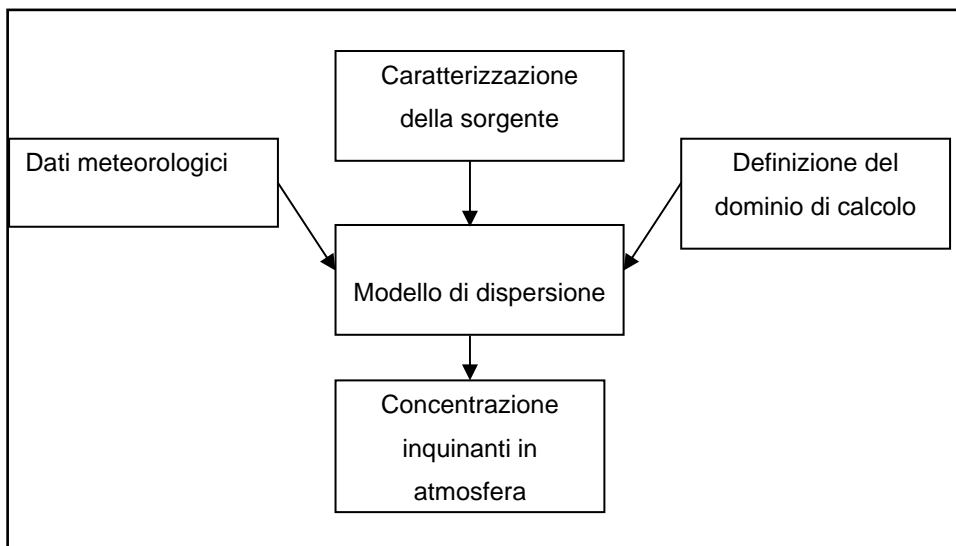 Caratterizzazione
della sorgente
Dati meteorologici
Definizione del
dominio di calcolo
Modello di dispersione
Concentrazione
inquinanti in
atmosfera